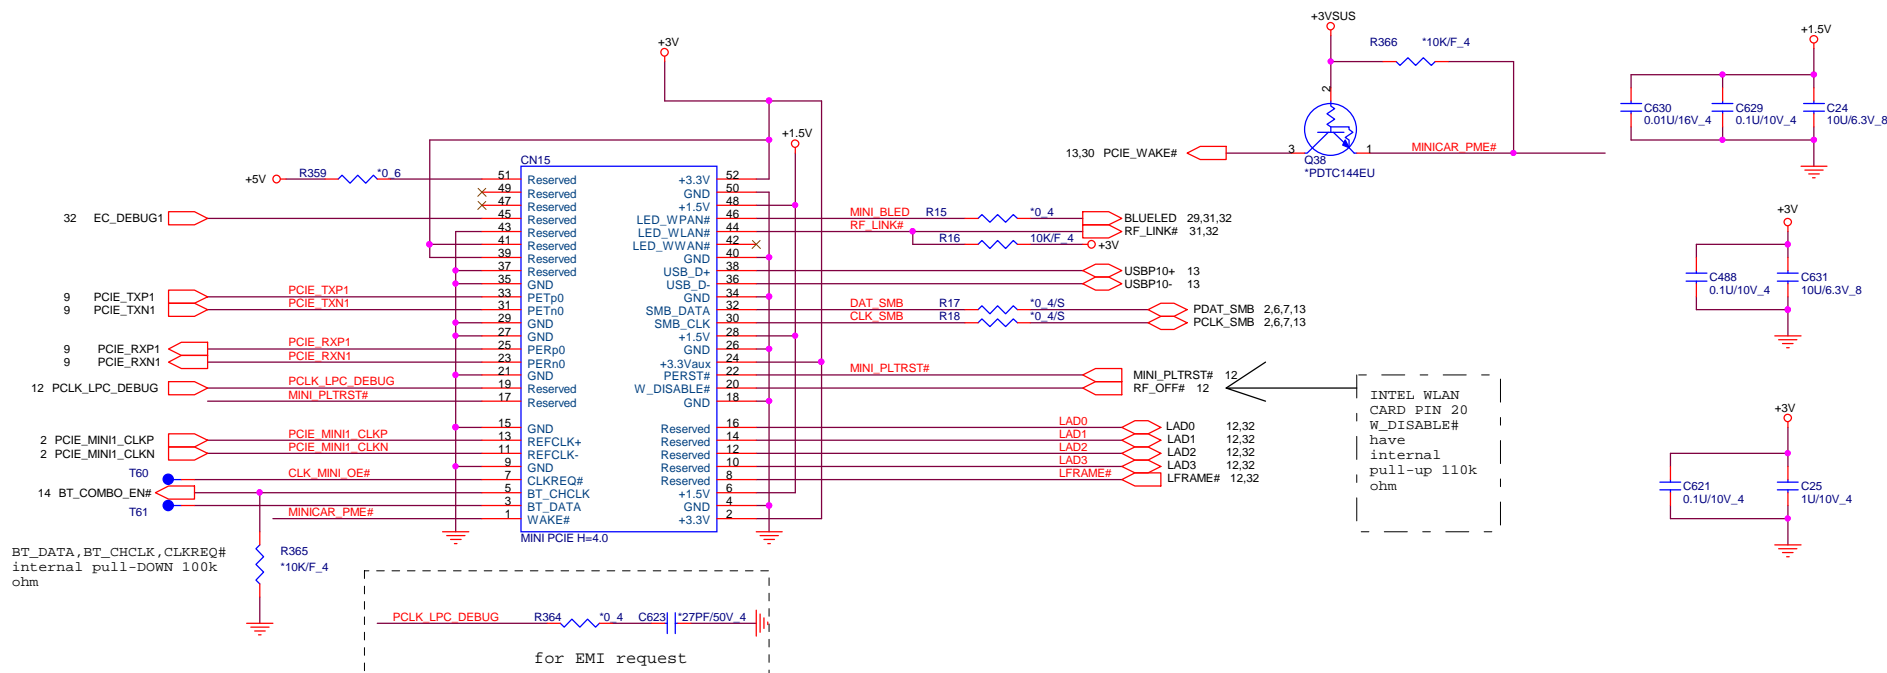 +3VSUS
R366 *10K/F_4
+1.5V
+3V
2
C630
0.01U/16V_4
C629
0.1U/10V_4
C24
10U/6.3V_8
+1.5V
13,30 PCIE_WAKE#
3
1
MINICAR_PME#
Q38
*PDTC144EU
CN15
+5V
R359
*0_6
51 Reserved +3.3V 52
49 Reserved GND 50
47 Reserved +1.5V 48
32 EC_DEBUG1 45 Reserved LED_WPAN# 46 MINI_BLED R15 *0_4 BLUELED 29,31,32
43 Reserved LED_WLAN# 44 RF_LINK# RF_LINK# 31,32
41 Reserved LED_WWAN# 42 R16 10K/F_4 +3V
39 Reserved GND 40
37 Reserved USB_D+ 38 USBP10+ 13
35 GND USB_D- 36 USBP10- 13
9 PCIE_TXP1 PCIE_TXP1 33 PETp0 GND 34
9 PCIE_TXN1 PCIE_TXN1 31 PETn0 SMB_DATA 32 DAT_SMB R17 *0_4/S PDAT_SMB 2,6,7,13
29 GND SMB_CLK 30 CLK_SMB R18 *0_4/S PCLK_SMB 2,6,7,13
27 GND +1.5V 28
9 PCIE_RXP1 PCIE_RXP1 25 PERp0 GND 26
9 PCIE_RXN1 PCIE_RXN1 23 PERn0 +3.3Vaux 24
21 GND PERST# 22 MINI_PLTRST# MINI_PLTRST# 12
12 PCLK_LPC_DEBUG PCLK_LPC_DEBUG 19 Reserved W_DISABLE# 20 RF_OFF# 12
MINI_PLTRST# 17 Reserved GND 18
15 GND Reserved 16 LAD0 LAD0 12,32
2 PCIE_MINI1_CLKP PCIE_MINI1_CLKP 13 REFCLK+ Reserved 14 LAD1 LAD1 12,32
2 PCIE_MINI1_CLKN PCIE_MINI1_CLKN 11 REFCLK- Reserved 12 LAD2 LAD2 12,32
9 GND Reserved 10 LAD3 LAD3 12,32
T60 CLK_MINI_OE# 7 CLKREQ# Reserved 8 LFRAME# LFRAME# 12,32
14 BT_COMBO_EN# 5 BT_CHCLK +1.5V 6
T61 3 BT_DATA GND 4
MINICAR_PME# 1 WAKE# +3.3V 2
MINI PCIE H=4.0
+3V
C488
0.1U/10V_4
C631
10U/6.3V_8
INTEL WLAN
CARD PIN 20
W_DISABLE#
have
internal
pull-up 110k
ohm
+3V
C621
0.1U/10V_4
C25
1U/10V_4
BT_DATA,BT_CHCLK,CLKREQ#
internal pull-DOWN 100k
ohm
R365
*10K/F_4
PCLK_LPC_DEBUG R364 *0_4 C623 *27PF/50V_4
for EMI request